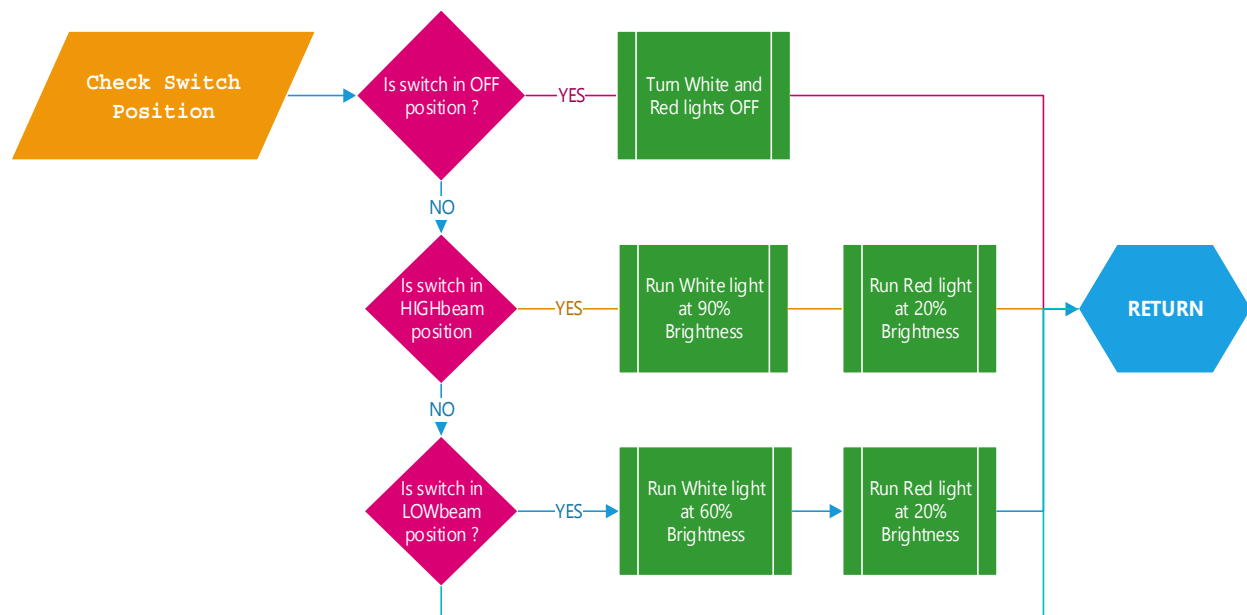 Check Switch
Position
Is switch in OFF
position ?
YES
Turn White and
Red lights OFF
NO
Is switch in
HIGHbeam
position
YES
Run White light
at 90%
Brightness
Run Red light
at 20%
Brightness
RETURN
NO
Is switch in
LOWbeam
position ?
YES
Run White light
at 60%
Brightness
Run Red light
at 20%
Brightness